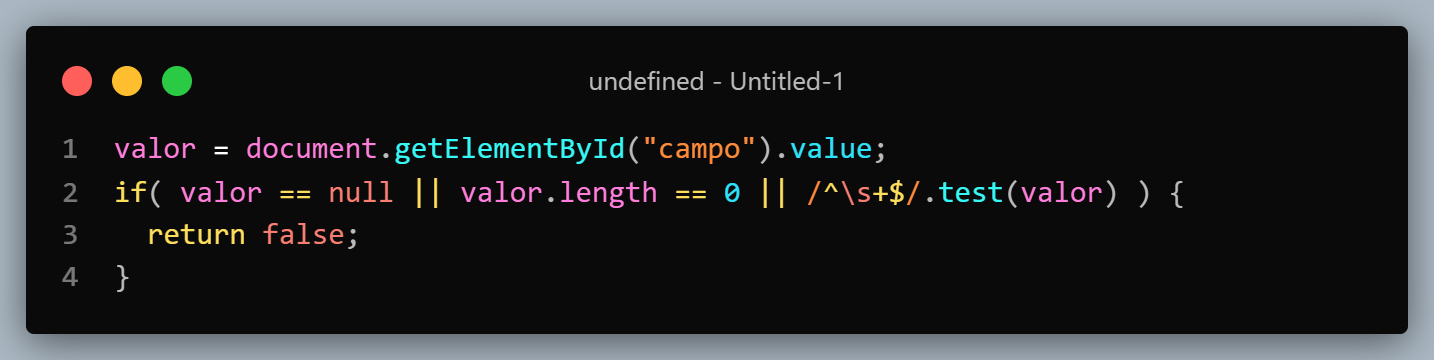 undefined - Untitled-1
1 valor = document.getElementById("campo").value;
2 if( valor == null || valor.length == 0 || /^\s+$/.test(valor) ) {
3   return false;
4 }